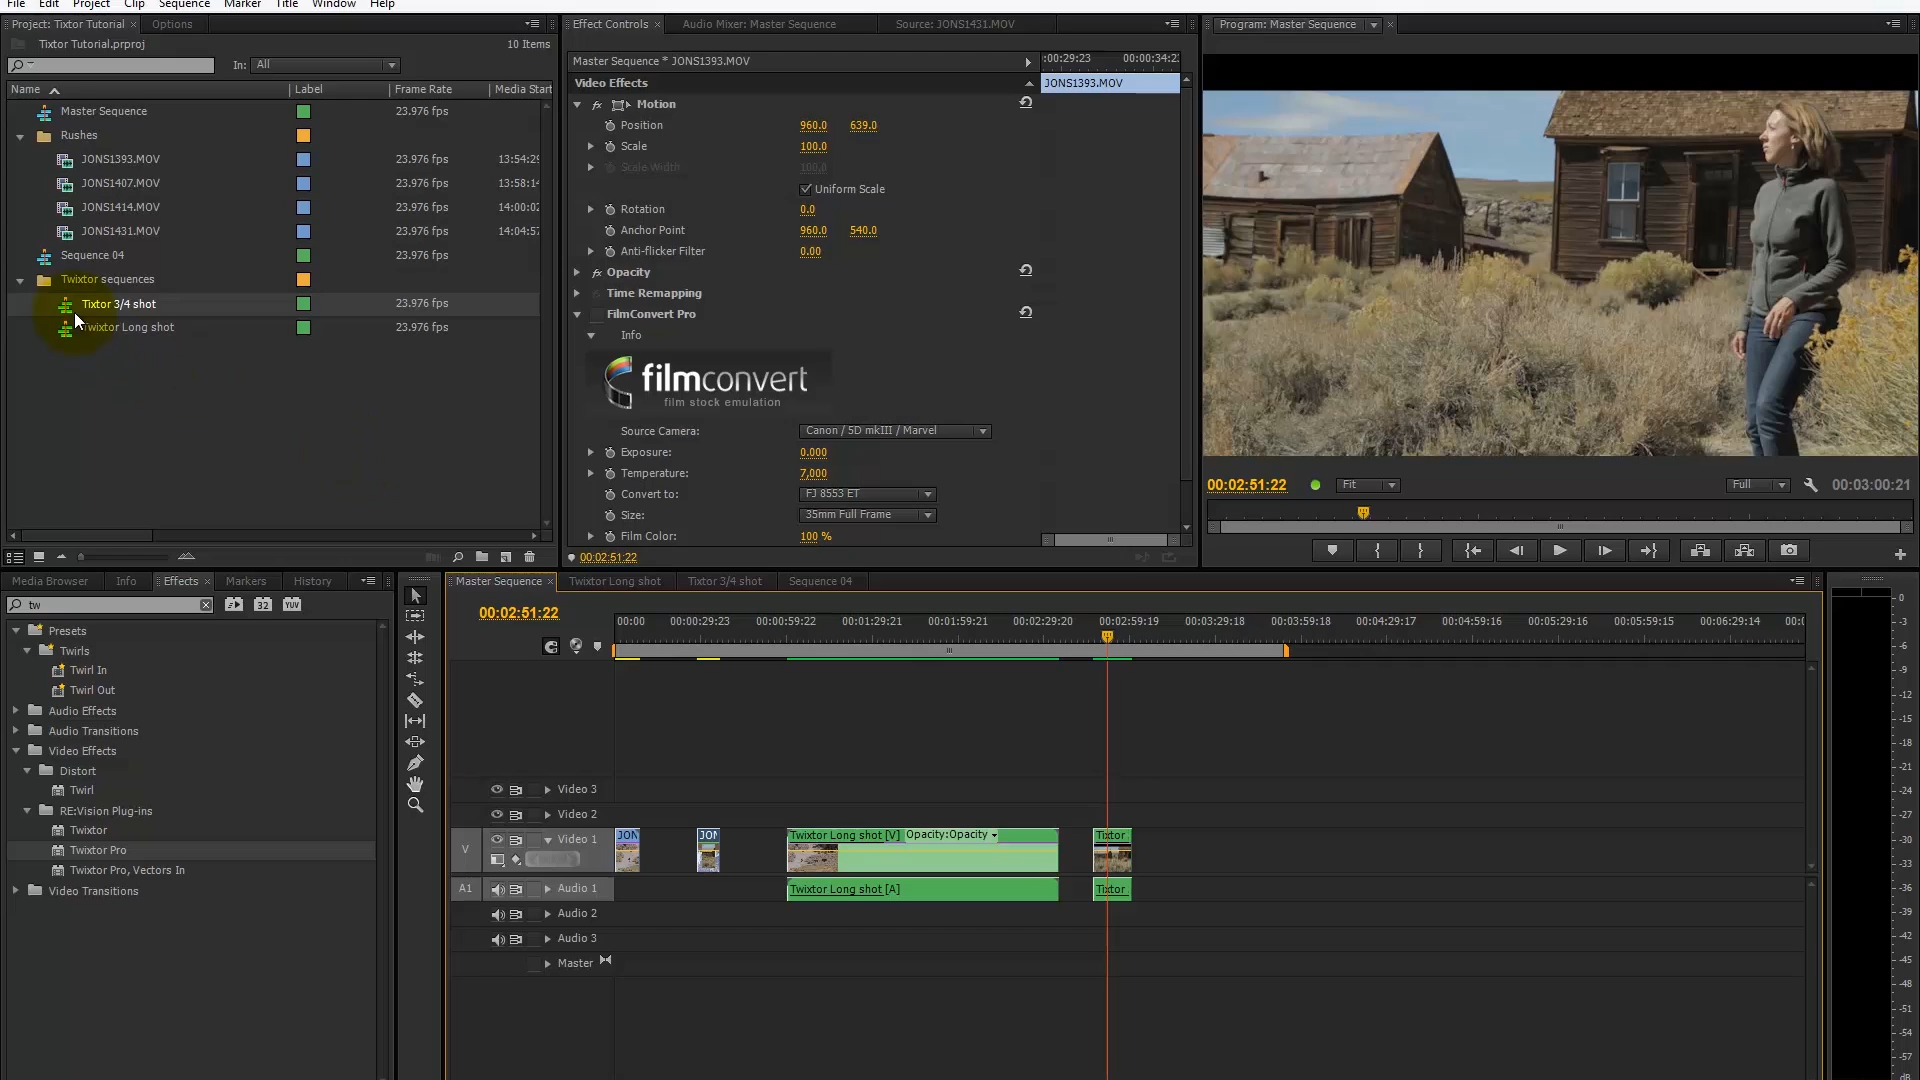 File Edit Project Clip Sequence Marker Title Window Help
Project: Tixtor Tutorial × Options
Tixtor Tutorial.prproj 10 Items
In: All
Name Label Frame Rate Media Start
Master Sequence 23.976 fps
Rushes
JONS1393.MOV 23.976 fps 13:54:29
JONS1407.MOV 23.976 fps 13:58:14
JONS1414.MOV 23.976 fps 14:00:02
JONS1431.MOV 23.976 fps 14:04:57
Sequence 04 23.976 fps
Twixtor sequences
Tixtor 3/4 shot 23.976 fps
Twixtor Long shot 23.976 fps
Effect Controls × Audio Mixer: Master Sequence Source: JONS1431.MOV
Master Sequence * JONS1393.MOV
:00:29:23 00:00:34:2
Video Effects
JONS1393.MOV
fx Motion
Position 960.0 639.0
Scale 100.0
Scale Width 100.0
Uniform Scale
Rotation 0.0
Anchor Point 960.0 540.0
Anti-flicker Filter 0.00
fx Opacity
Time Remapping
FilmConvert Pro
Info
filmconvert
film stock emulation
Source Camera: Canon / 5D mkIII / Marvel
Exposure: 0.000
Temperature: 7,000
Convert to: FJ 8553 ET
Size: 35mm Full Frame
Film Color: 100 %
00:02:51:22
Program: Master Sequence ×
00:02:51:22 Fit Full 00:03:00:21
Media Browser Info Effects × Markers History
tw 32 YUV
Presets
Twirls
Twirl In
Twirl Out
Audio Effects
Audio Transitions
Video Effects
Distort
Twirl
RE:Vision Plug-ins
Twixtor
Twixtor Pro
Twixtor Pro, Vectors In
Video Transitions
Master Sequence × Twixtor Long shot Tixtor 3/4 shot Sequence 04
00:02:51:22
00:00 00:00:29:23 00:00:59:22 00:01:29:21 00:01:59:21 00:02:29:20 00:02:59:19 00:03:29:18 00:03:59:18 00:04:29:17 00:04:59:16 00:05:29:16 00:05:59:15 00:06:29:14 00:0
Video 3
Video 2
V Video 1
JON JON Twixtor Long shot [V] Opacity:Opacity Tixtor
A1 Audio 1 Twixtor Long shot [A] Tixtor
Audio 2
Audio 3
Master
0
-3
-6
-9
-12
-15
-18
-21
-24
-27
-30
-33
-36
-39
-42
-45
-48
-51
-54
-57
dB